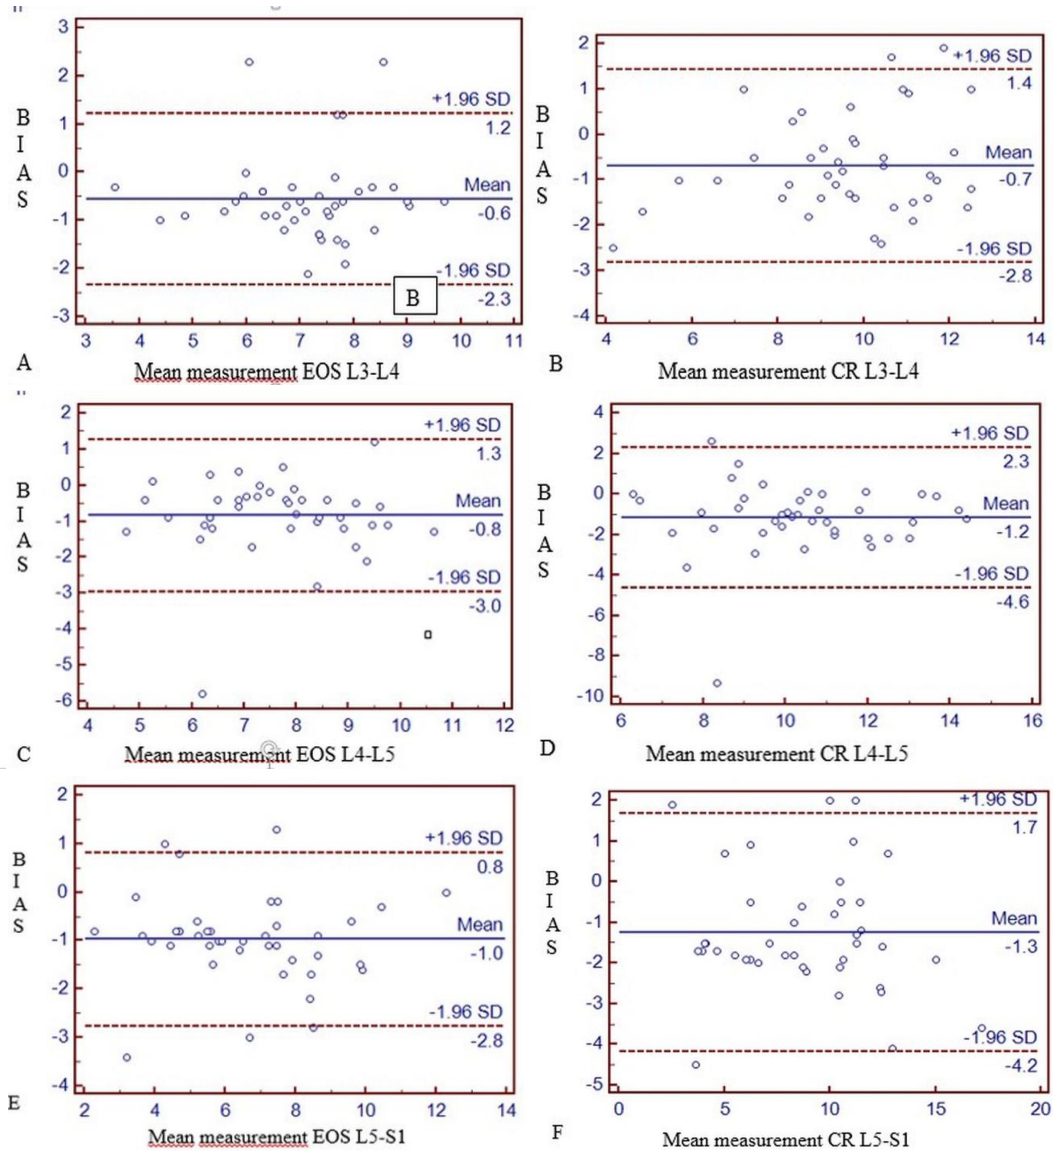 3
2
1
0
-1
-2
-3
B
I
A
S
+1.96 SD
1.2
Mean
-0.6
-1.96 SD
-2.3
B
3 4 5 6 7 8 9 10 11
A
Mean measurement EOS L3-L4
2
1
0
-1
-2
-3
-4
B
I
A
S
+1.96 SD
1.4
Mean
-0.7
-1.96 SD
-2.8
4 6 8 10 12 14
B
Mean measurement CR L3-L4
2
1
0
-1
-2
-3
-4
-5
-6
B
I
A
S
+1.96 SD
1.3
Mean
-0.8
-1.96 SD
-3.0
4 5 6 7 8 9 10 11 12
C
Mean measurement EOS L4-L5
4
2
0
-2
-4
-6
-8
-10
B
I
A
S
+1.96 SD
2.3
Mean
-1.2
-1.96 SD
-4.6
6 8 10 12 14 16
D
Mean measurement CR L4-L5
2
1
0
-1
-2
-3
-4
B
I
A
S
+1.96 SD
0.8
Mean
-1.0
-1.96 SD
-2.8
2 4 6 8 10 12 14
E
Mean measurement EOS L5-S1
2
1
0
-1
-2
-3
-4
-5
B
I
A
S
+1.96 SD
1.7
Mean
-1.3
-1.96 SD
-4.2
0 5 10 15 20
F
Mean measurement CR L5-S1